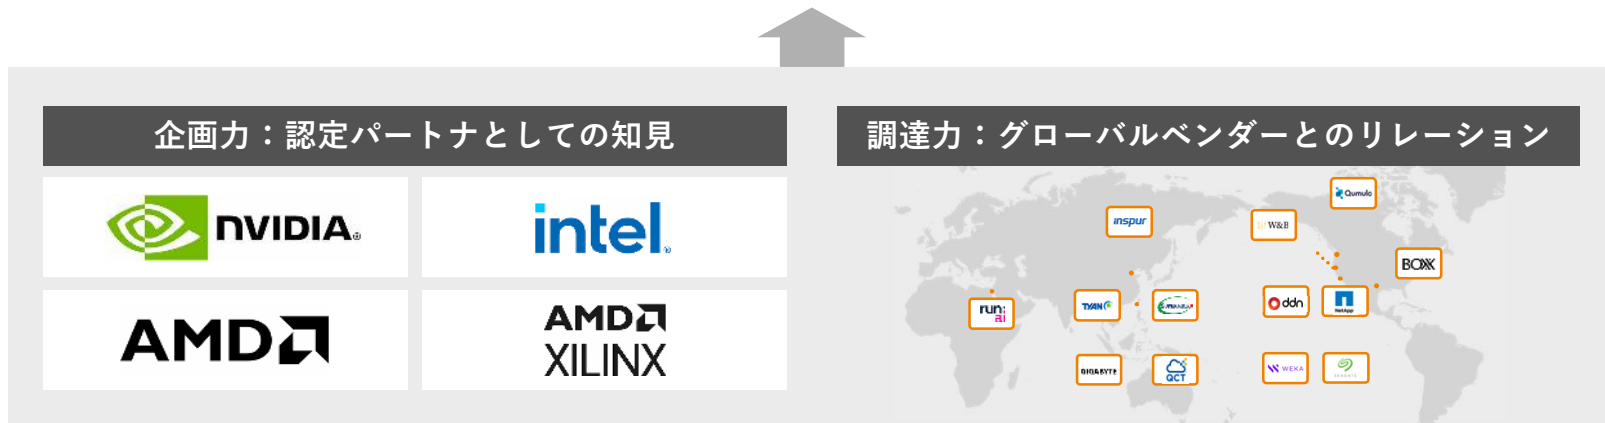 企画力：認定パートナとしての知見
調達力：グローバルベンダーとのリレーション
NVIDIA
intel
AMD
AMD
XILINX
Qumulo
inspur
W&B
BOXX
run:
ai
TYAN
ddn
NetApp
GIGABYTE
QCT
WEKA
SEAGATE